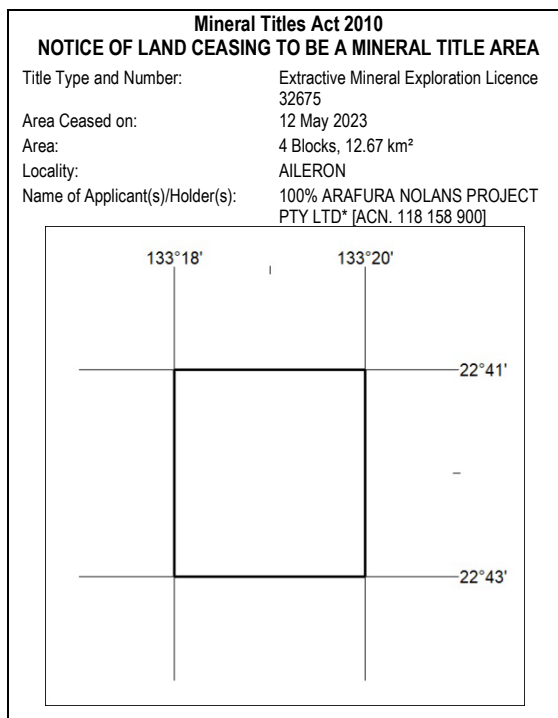 Mineral Titles Act 2010
NOTICE OF LAND CEASING TO BE A MINERAL TITLE AREA
Title Type and Number: Extractive Mineral Exploration Licence
32675
Area Ceased on: 12 May 2023
Area: 4 Blocks, 12.67 km²
Locality: AILERON
Name of Applicant(s)/Holder(s): 100% ARAFURA NOLANS PROJECT
PTY LTD* [ACN. 118 158 900]
133°18' 133°20'
22°41'
22°43'